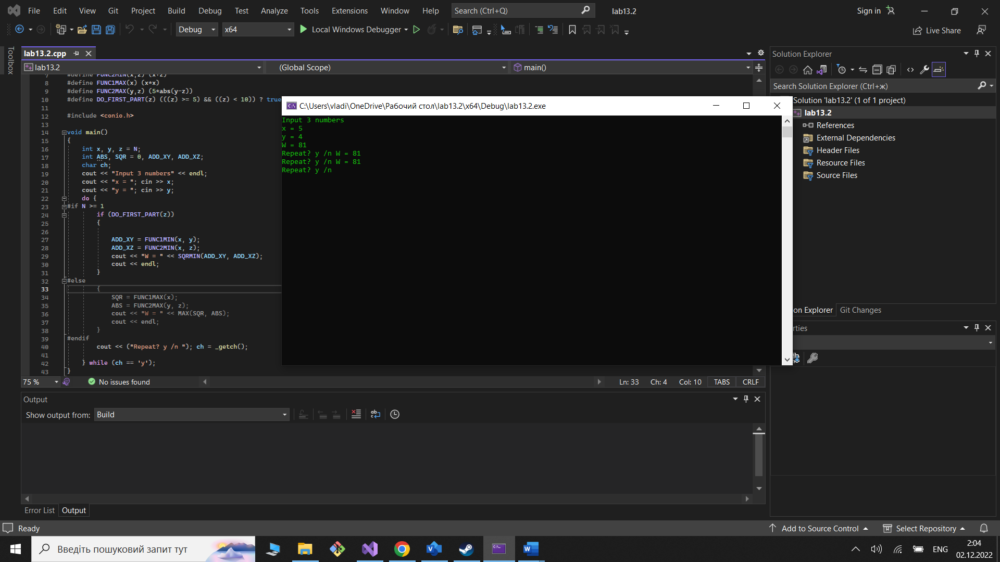 File Edit View Git Project Build Debug Test Analyze Tools Extensions Window Help Search (Ctrl+Q) lab13.2 Sign in
Debug x64 Local Windows Debugger Live Share
Toolbox
lab13.2.cpp
lab13.2 (Global Scope) main()
7 #define FUNC2MIN(x,z) (x+z)
8 #define FUNC1MAX(x) (x*x)
9 #define FUNC2MAX(y,z) (5*abs(y-z))
10 #define DO_FIRST_PART(z) (((z) >= 5) && ((z) < 10)) ? true
11
12 #include <conio.h>
13
14 void main()
15 {
16 int x, y, z = N;
17 int ABS, SQR = 0, ADD_XY, ADD_XZ;
18 char ch;
19 cout << "Input 3 numbers" << endl;
20 cout << "x = "; cin >> x;
21 cout << "y = "; cin >> y;
22 do {
23 #if N >= 1
24 if (DO_FIRST_PART(z))
25 {
26
27 ADD_XY = FUNC1MIN(x, y);
28 ADD_XZ = FUNC2MIN(x, z);
29 cout << "W = " << SQRMIN(ADD_XY, ADD_XZ);
30 cout << endl;
31 }
32 #else
33 {
34 SQR = FUNC1MAX(x);
35 ABS = FUNC2MAX(y, z);
36 cout << "W = " << MAX(SQR, ABS);
37 cout << endl;
38 }
39 #endif
40 cout << ("Repeat? y /n "); ch = _getch();
41
42 } while (ch == 'y');
43 }
C:\Users\vladi\OneDrive\Рабочий стол\lab13.2\x64\Debug\lab13.2.exe
Input 3 numbers
x = 5
y = 4
W = 81
Repeat? y /n W = 81
Repeat? y /n W = 81
Repeat? y /n
75 % No issues found Ln: 33 Ch: 4 Col: 10 TABS CRLF
Output
Show output from: Build
Error List Output
Solution Explorer
Search Solution Explorer (Ctrl+ж)
Solution 'lab13.2' (1 of 1 project)
lab13.2
References
External Dependencies
Header Files
Resource Files
Source Files
on Explorer Git Changes
rties
Ready Add to Source Control Select Repository
Введіть пошуковий запит тут ENG 2:04
02.12.2022